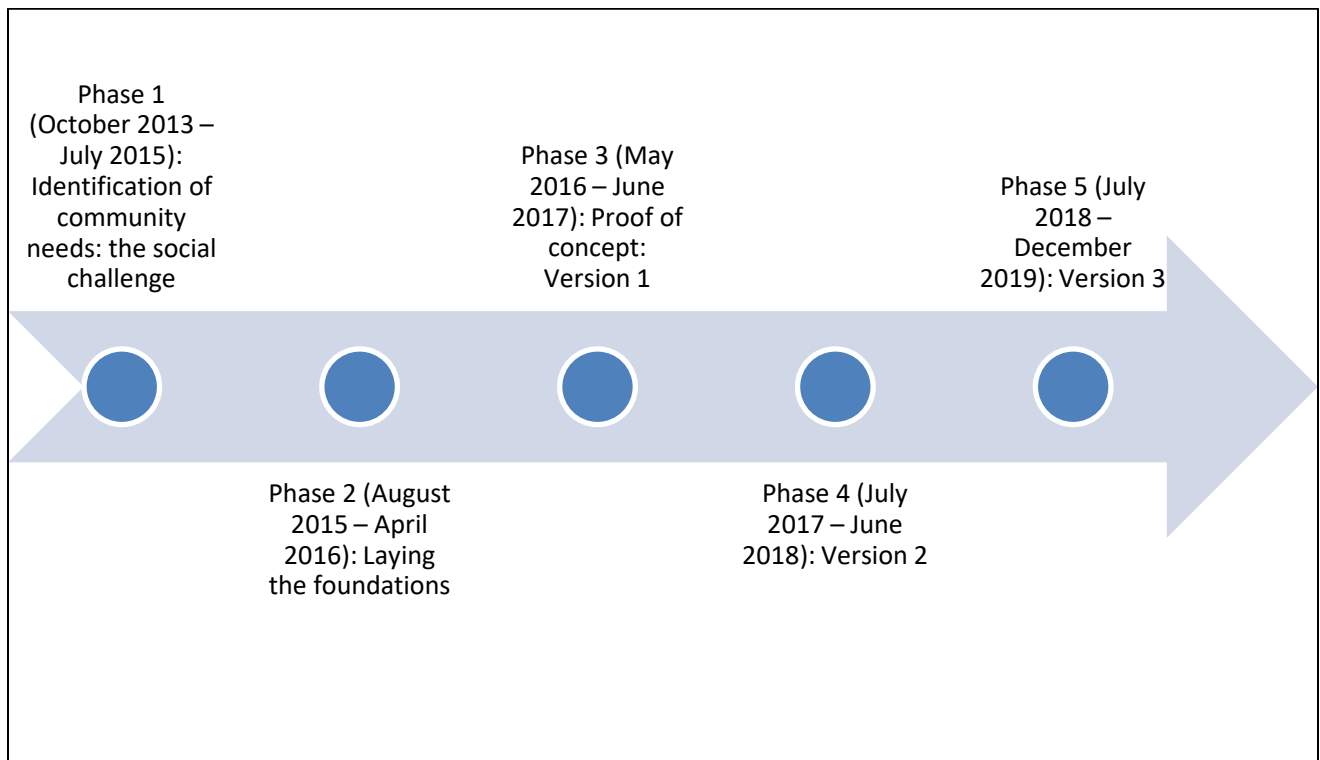 Phase 1
(October 2013 –
July 2015):
Identification of
community
needs: the social
challenge
Phase 2 (August
2015 – April
2016): Laying
the foundations
Phase 3 (May
2016 – June
2017): Proof of
concept:
Version 1
Phase 4 (July
2017 – June
2018): Version 2
Phase 5 (July
2018 –
December
2019): Version 3